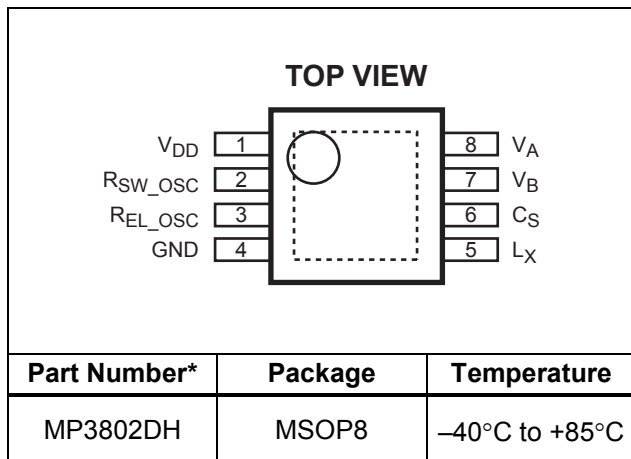 TOP VIEW
VDD 1 8 VA
RSW_OSC 2 7 VB
REL_OSC 3 6 CS
GND 4 5 LX
Part Number* Package Temperature
MP3802DH MSOP8 –40°C to +85°C